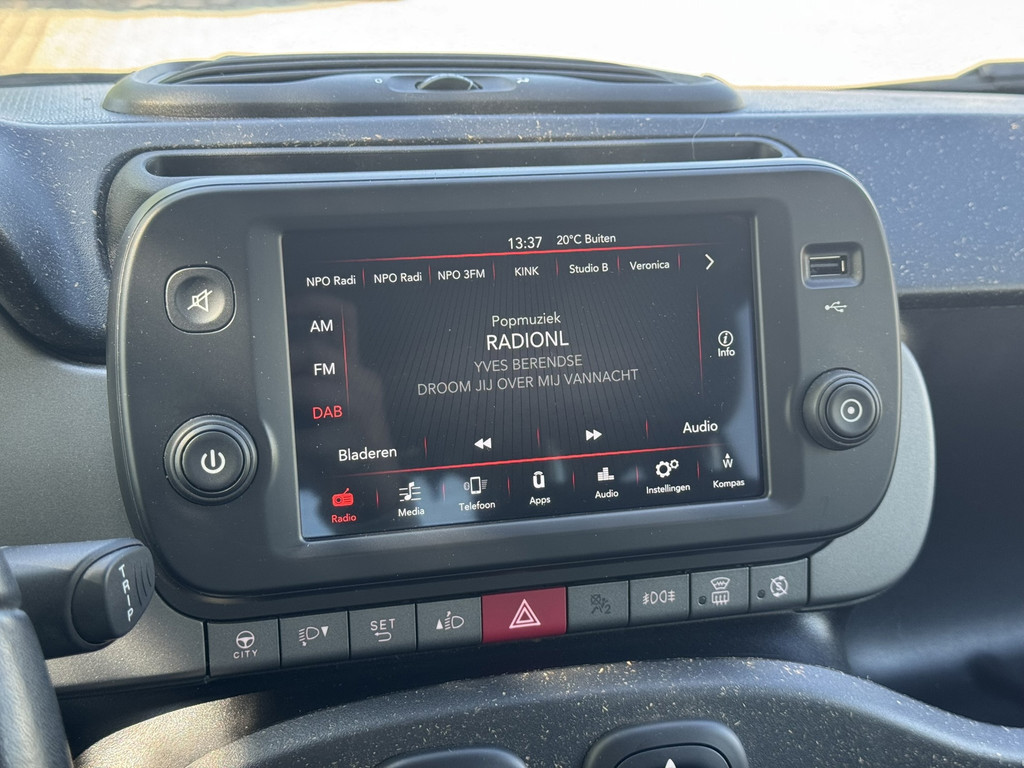 13:37 20°C Buiten
NPO Radi NPO Radi NPO 3FM KINK Studio B Veronica
AM
FM
DAB
Popmuziek
RADIONL
YVES BERENDSE
DROOM JIJ OVER MIJ VANNACHT
Info
Bladeren
Audio
Radio Media Telefoon Apps Audio Instellingen W Kompas
TRIP
CITY
SET